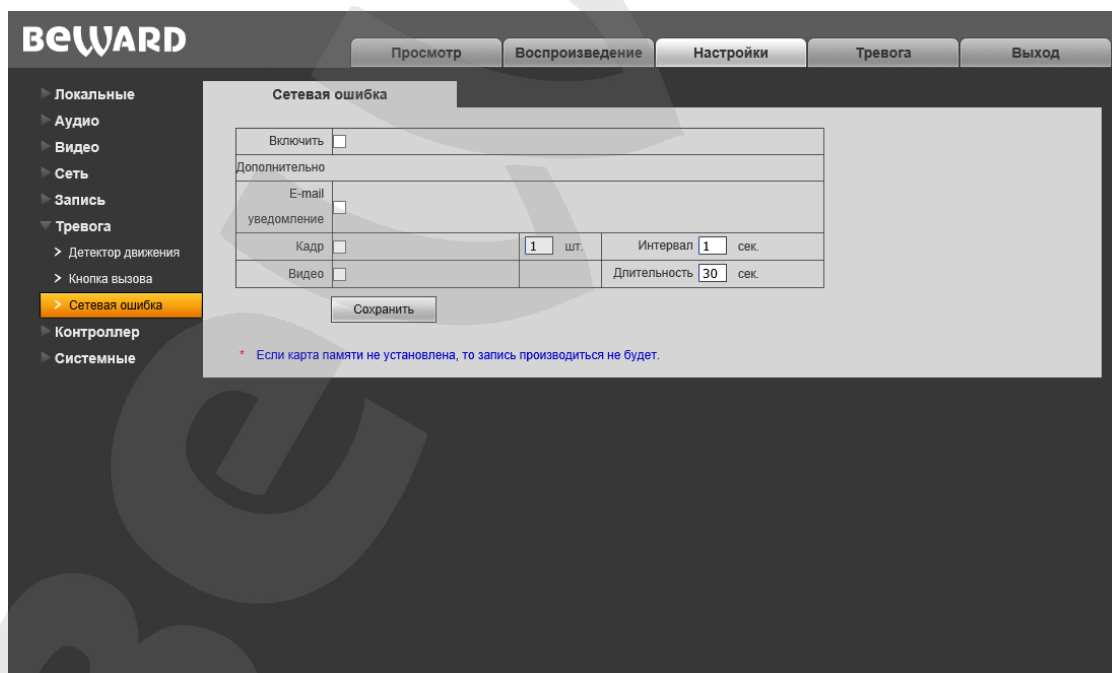 BEWARD
Просмотр Воспроизведение Настройки Тревога Выход
Локальные
Аудио
Видео
Сеть
Запись
Тревога
> Детектор движения
> Кнопка вызова
> Сетевая ошибка
Контроллер
Системные
Сетевая ошибка
Включить
Дополнительно
E-mail
уведомление
Кадр 1 шт. Интервал 1 сек.
Видео Длительность 30 сек.
Сохранить
* Если карта памяти не установлена, то запись производиться не будет.